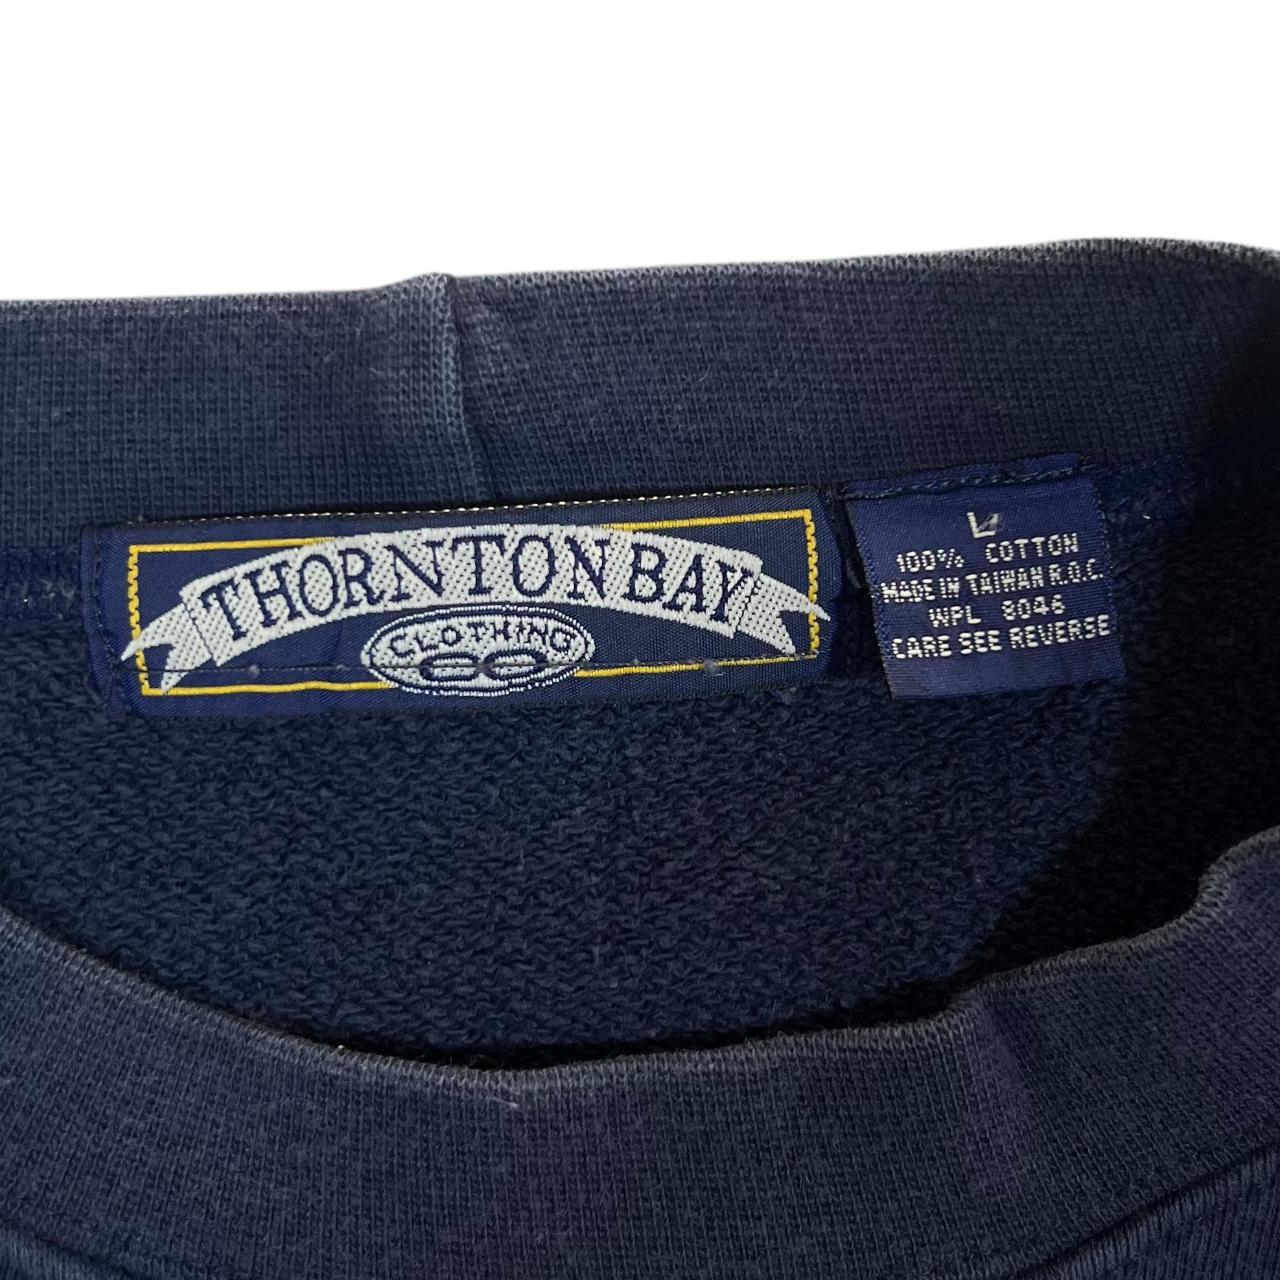 THORNTON BAY
CLOTHING
CO
L
100% COTTON
MADE IN TAIWAN R.O.C.
WPL 8046
CARE SEE REVERSE